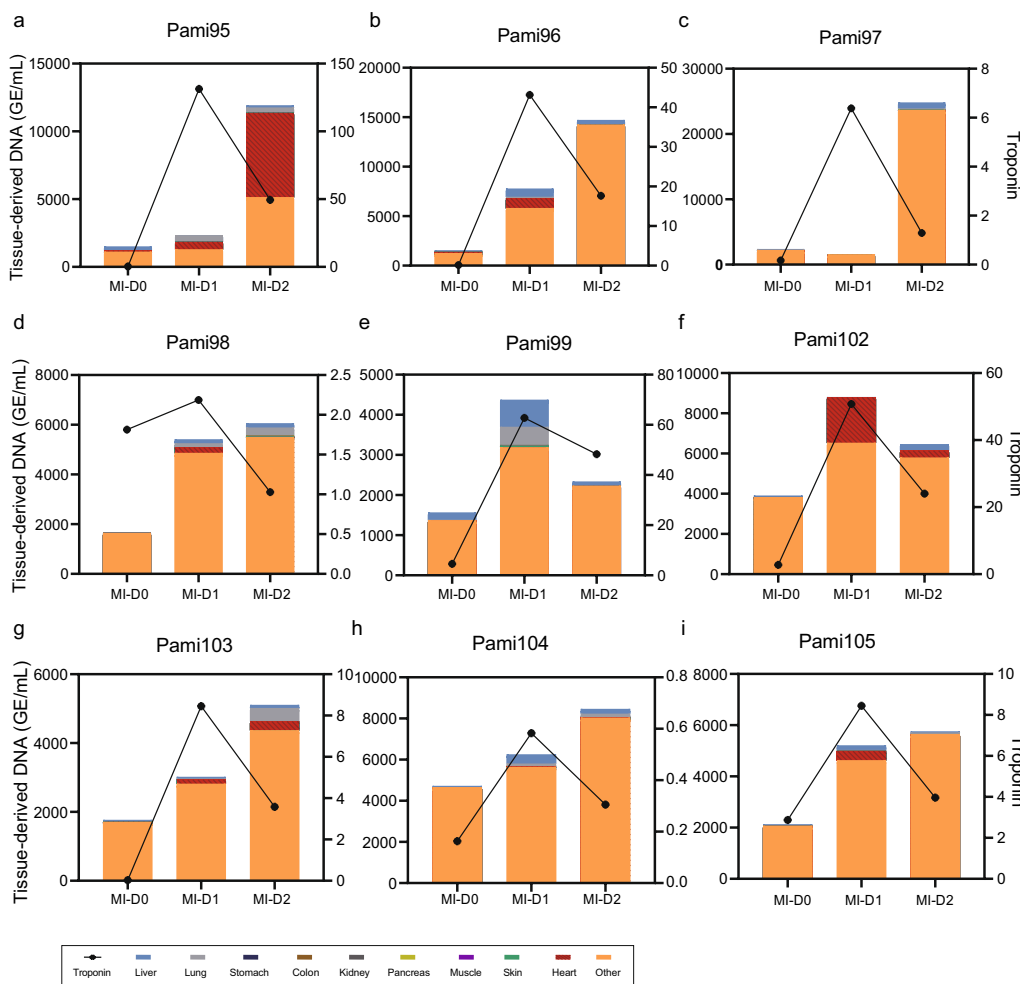 a
Pami95
b
Pami96
c
Pami97
Tissue-derived DNA (GE/mL)
15000
10000
5000
0
150
100
50
0
MI-D0 MI-D1 MI-D2
20000
15000
10000
5000
0
50
40
30
20
10
0
MI-D0 MI-D1 MI-D2
30000
20000
10000
0
8
6
4
2
0
Troponin
MI-D0 MI-D1 MI-D2
d
Pami98
e
Pami99
f
Pami102
Tissue-derived DNA (GE/mL)
8000
6000
4000
2000
0
2.5
2.0
1.5
1.0
0.5
0.0
MI-D0 MI-D1 MI-D2
5000
4000
3000
2000
1000
0
80
60
40
20
0
MI-D0 MI-D1 MI-D2
10000
8000
6000
4000
2000
0
60
40
20
0
Troponin
MI-D0 MI-D1 MI-D2
g
Pami103
h
Pami104
i
Pami105
Tissue-derived DNA (GE/mL)
6000
4000
2000
0
10
8
6
4
2
0
MI-D0 MI-D1 MI-D2
10000
8000
6000
4000
2000
0
0.8
0.6
0.4
0.2
0.0
MI-D0 MI-D1 MI-D2
8000
6000
4000
2000
0
10
8
6
4
2
0
Troponin
MI-D0 MI-D1 MI-D2
Troponin Liver Lung Stomach Colon Kidney Pancreas Muscle Skin Heart Other